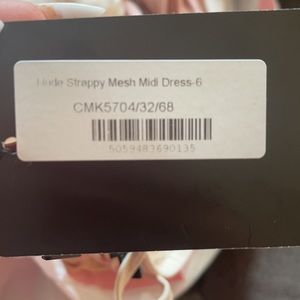 Nude Strappy Mesh Midi Dress-6
CMK5704/32/68
5059483690135